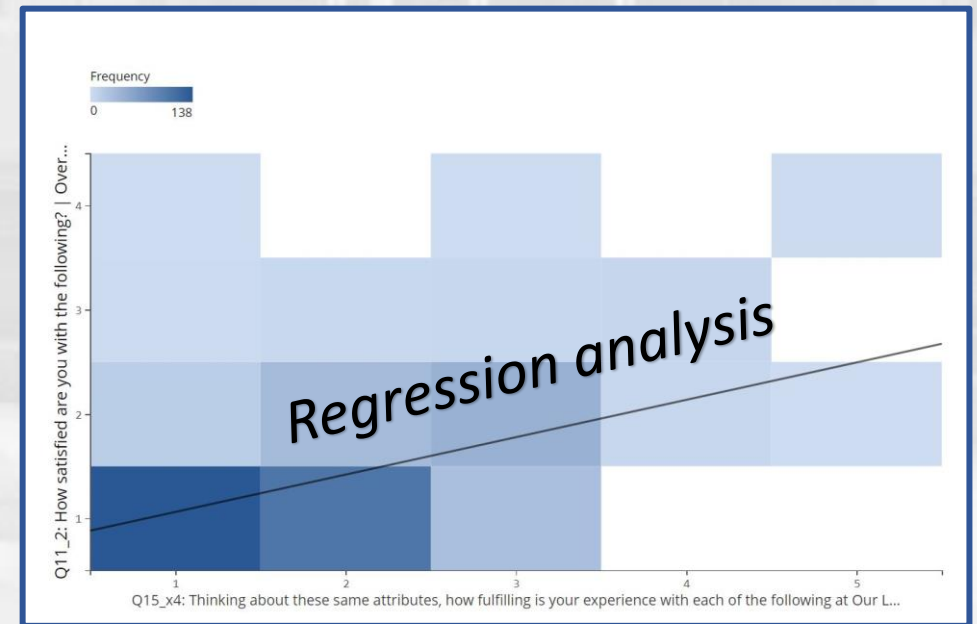 Frequency
0 138
Q11_2: How satisfied are you with the following? | Over...
4
3
2
1
Regression analysis
1 2 3 4 5
Q15_x4: Thinking about these same attributes, how fulfilling is your experience with each of the following at Our L...